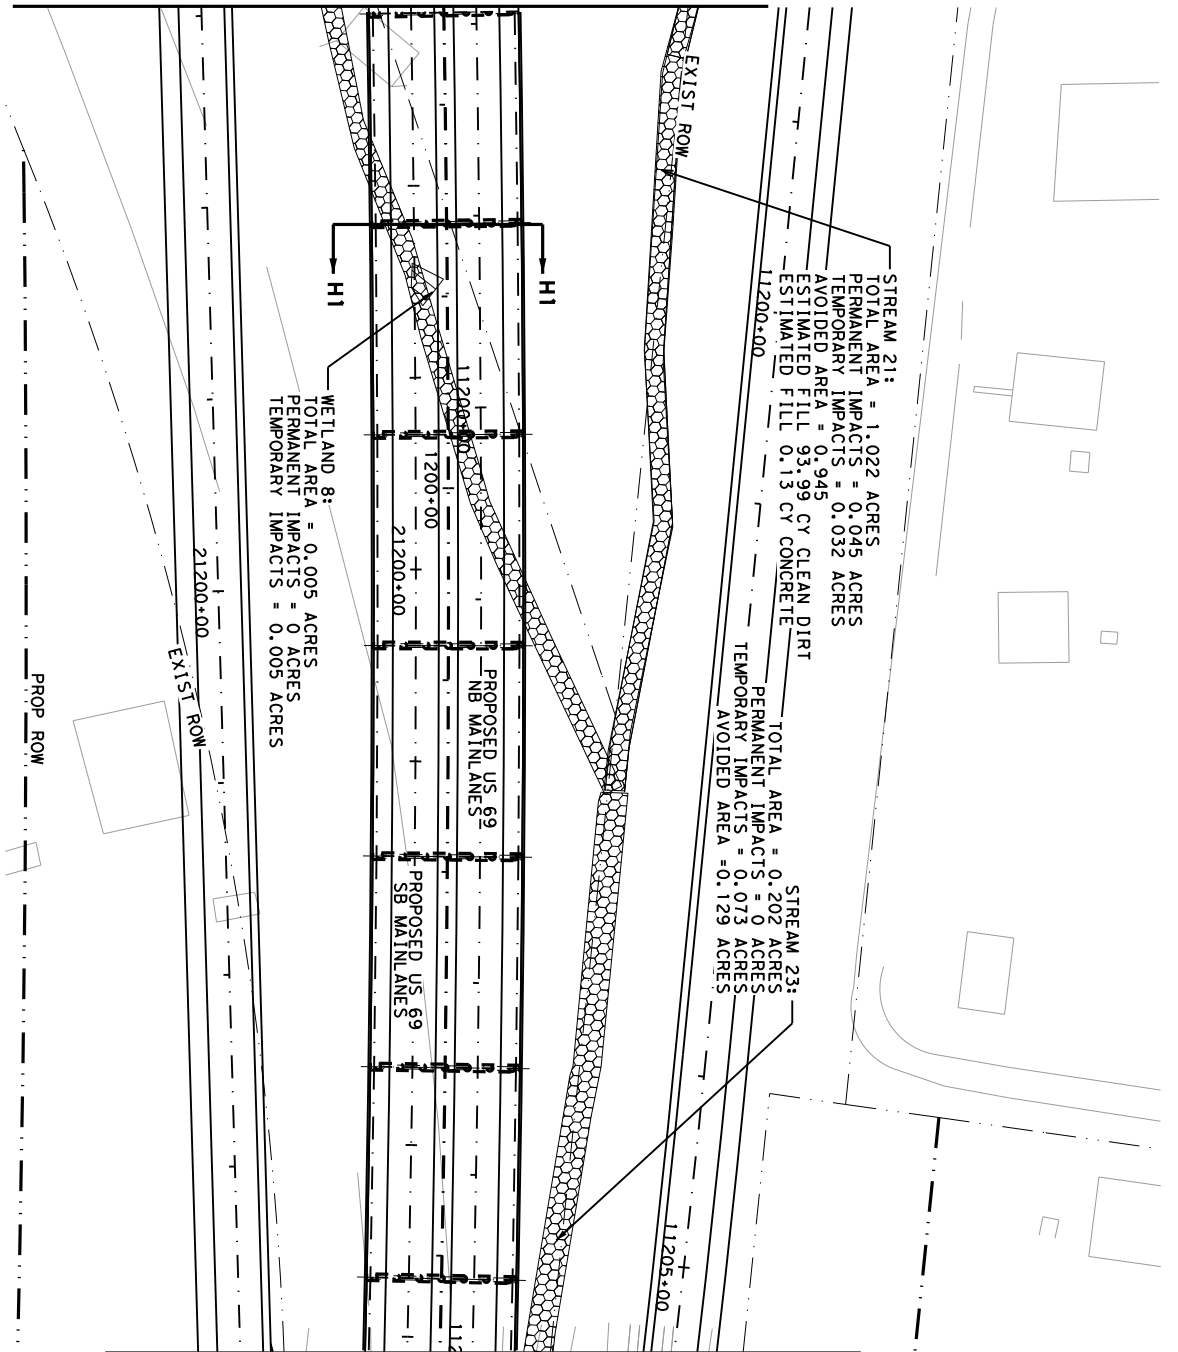 EXIST ROW
STREAM 21:
TOTAL AREA = 1.022 ACRES
PERMANENT IMPACTS = 0.045 ACRES
TEMPORARY IMPACTS = 0.032 ACRES
AVOIDED AREA = 0.945
ESTIMATED FILL 93.99 CY CLEAN DIRT
ESTIMATED FILL 0.13 CY CONCRETE
11200+00
H1
H1
WETLAND 8:
TOTAL AREA = 0.005 ACRES
PERMANENT IMPACTS = 0 ACRES
TEMPORARY IMPACTS = 0.005 ACRES
11200+00
1200+00
21200+00
21200+00
EXIST ROW
PROP ROW
PROPOSED US 69
NB MAINLANES
PROPOSED US 69
SB MAINLANES
STREAM 23:
TOTAL AREA = 0.202 ACRES
PERMANENT IMPACTS = 0 ACRES
TEMPORARY IMPACTS = 0.073 ACRES
AVOIDED AREA =0.129 ACRES
11205+00